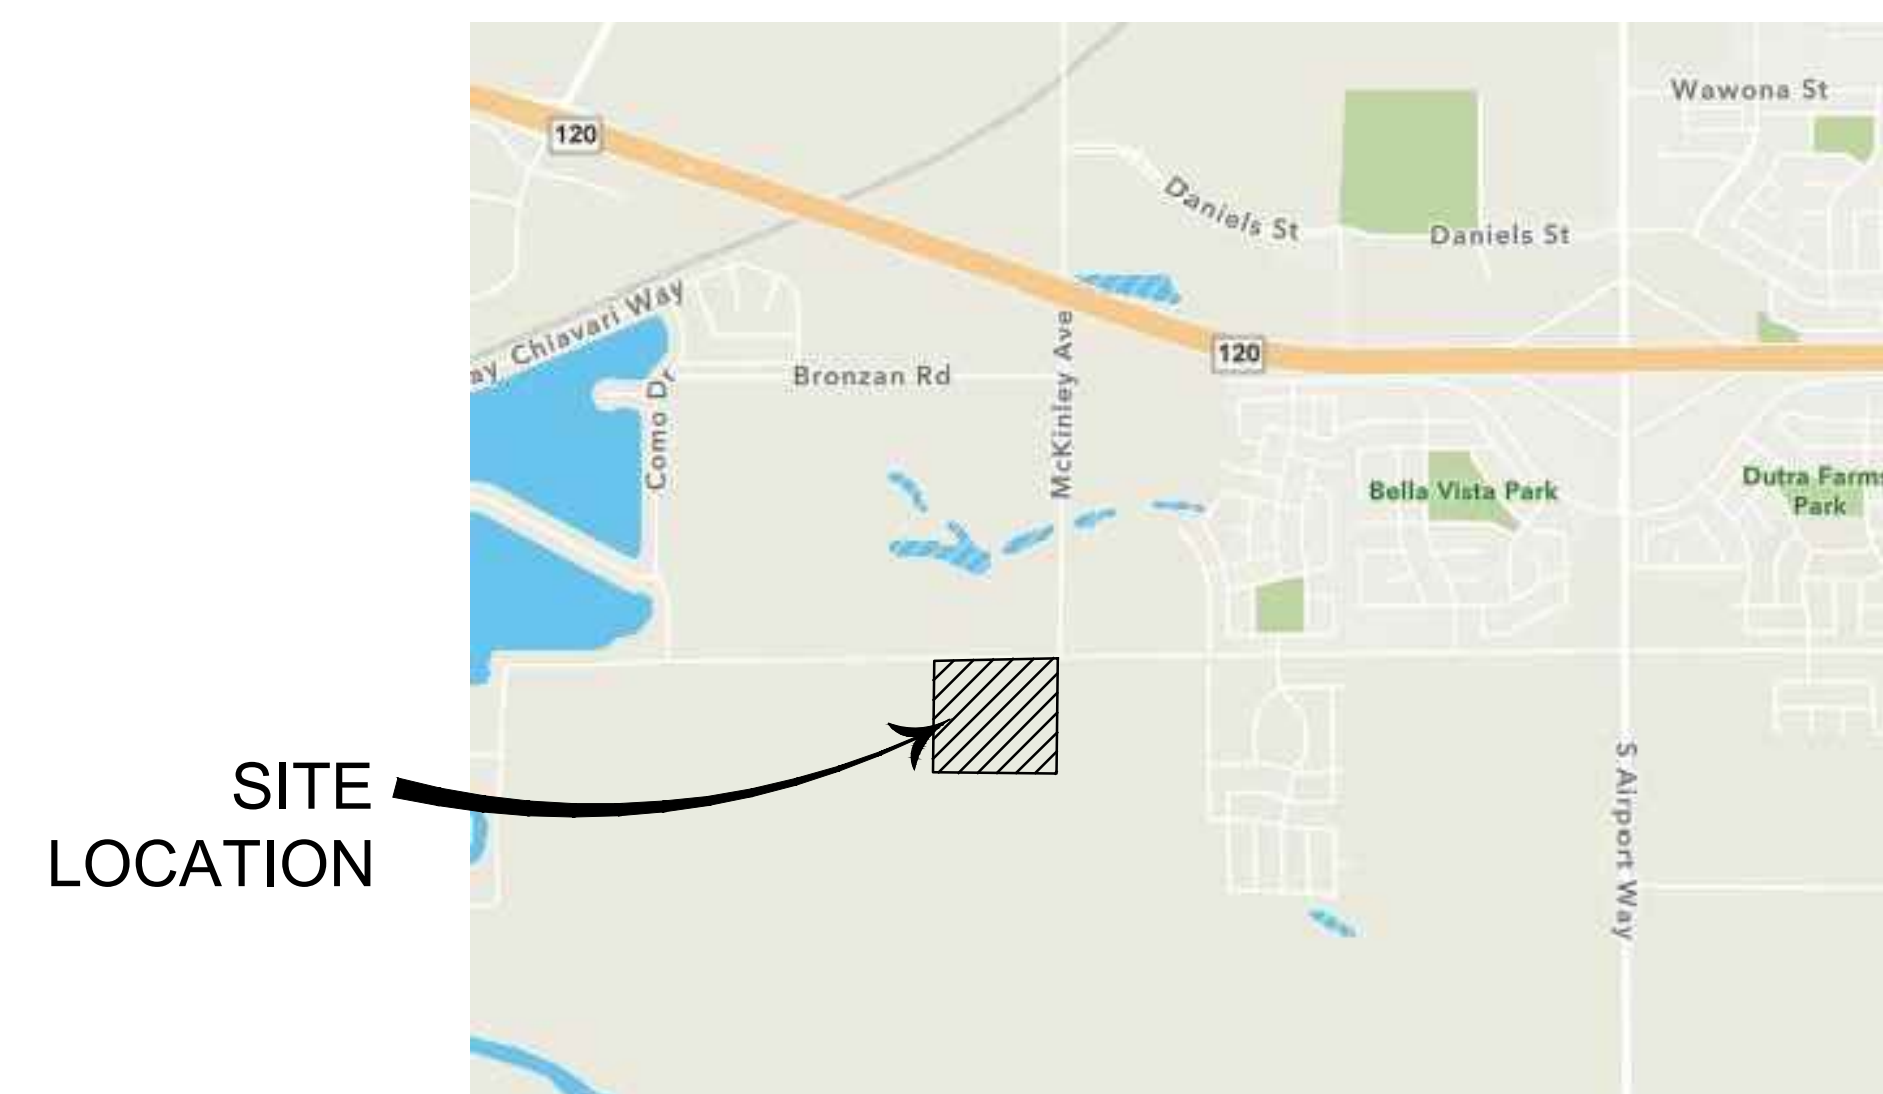 Wawona St
120
Daniels St
Daniels St
Chiavari Way
120
Bronzan Rd
McKinley Ave
Como Dr
Bella Vista Park
Dutra Farms
Park
S Airport Way
SITE
LOCATION